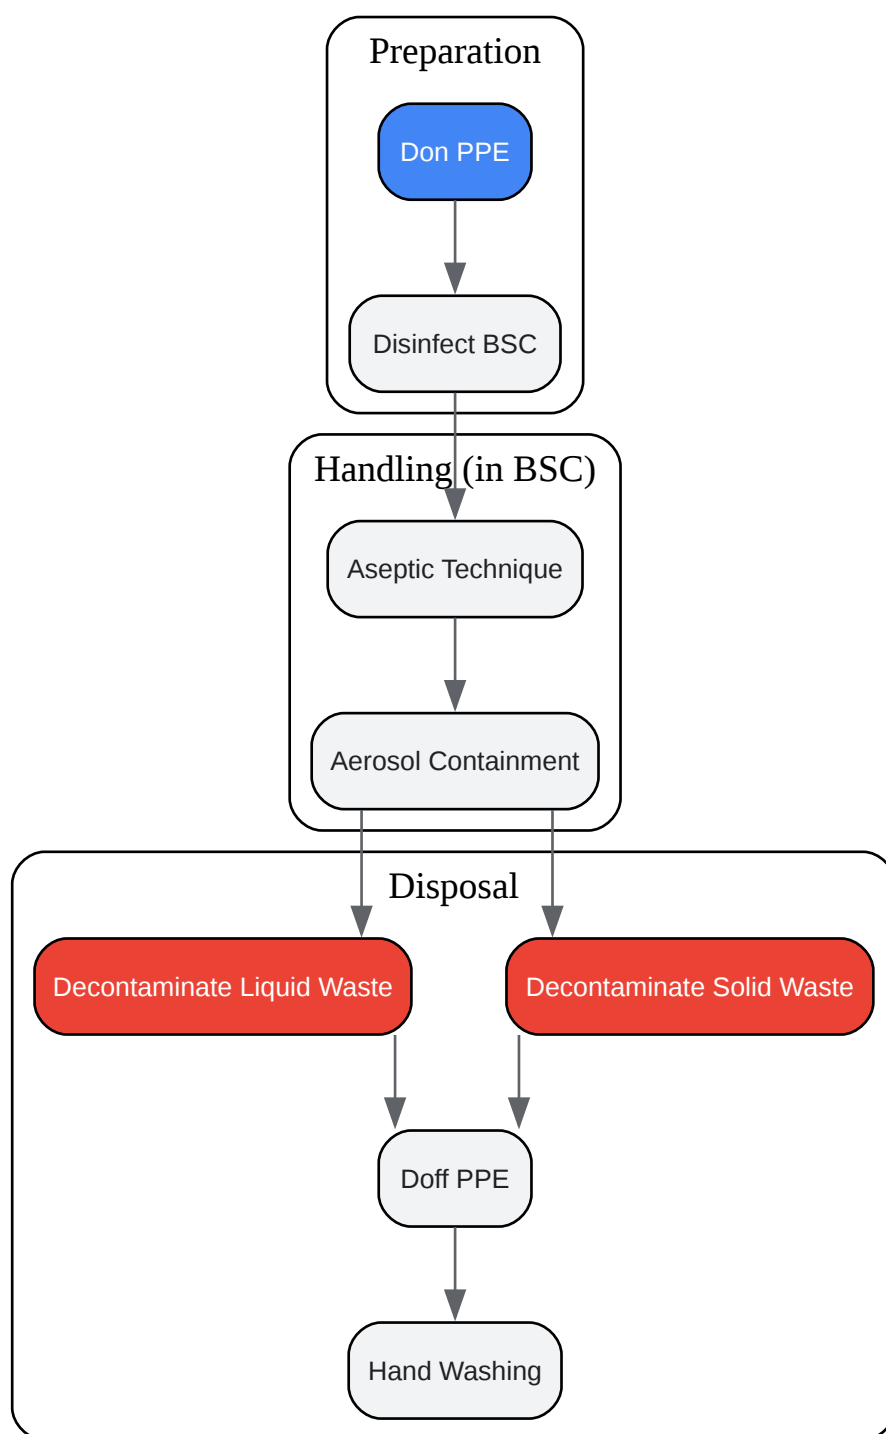 Preparation
Don PPE
Disinfect BSC
Handling (in BSC)
Aseptic Technique
Aerosol Containment
Disposal
Decontaminate Liquid Waste
Decontaminate Solid Waste
Doff PPE
Hand Washing